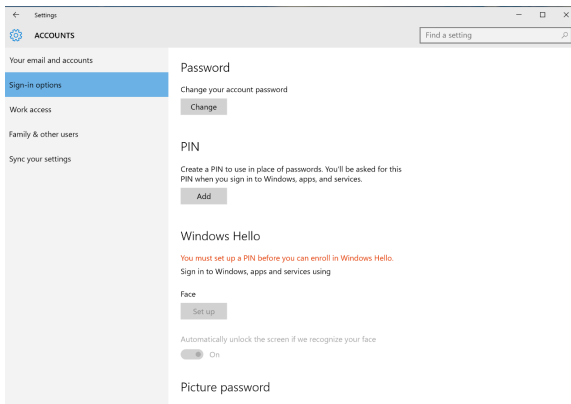 Settings
ACCOUNTS
Find a setting
Your email and accounts
Sign-in options
Work access
Family & other users
Sync your settings
Password
Change your account password
Change
PIN
Create a PIN to use in place of passwords. You'll be asked for this
PIN when you sign in to Windows, apps, and services.
Add
Windows Hello
You must set up a PIN before you can enroll in Windows Hello.
Sign in to Windows, apps and services using
Face
Set up
Automatically unlock the screen if we recognize your face
On
Picture password